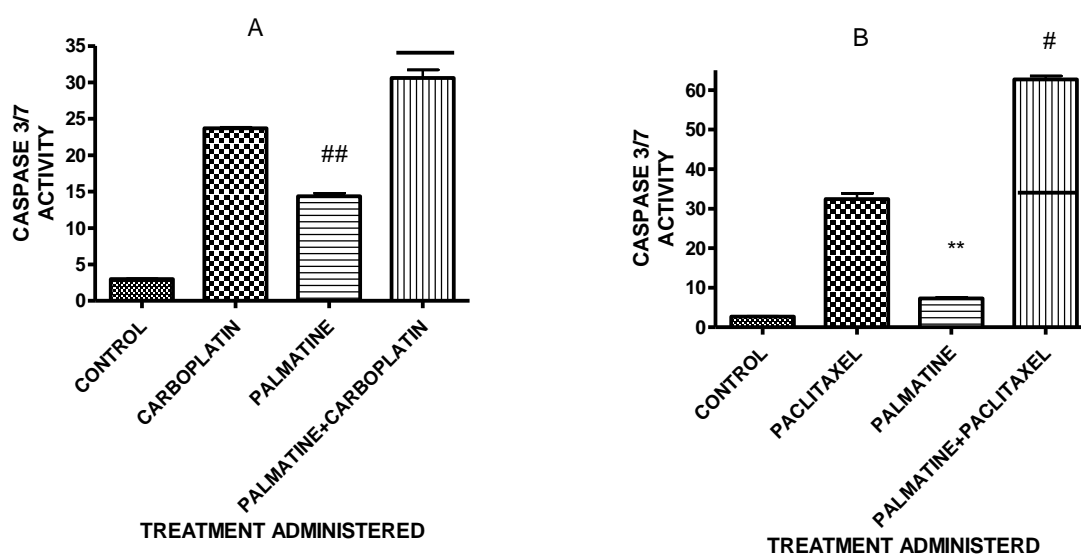 A
CASPASE 3/7
ACTIVITY
35
30
25
20
15
10
5
0
##
CONTROL
CARBOPLATIN
PALMATINE
PALMATINE+CARBOPLATIN
TREATMENT ADMINISTERED
B
#
CASPASE 3/7
ACTIVITY
60
50
40
30
20
10
0
**
CONTROL
PACLITAXEL
PALMATINE
PALMATINE+PACLITAXEL
TREATMENT ADMINISTERD